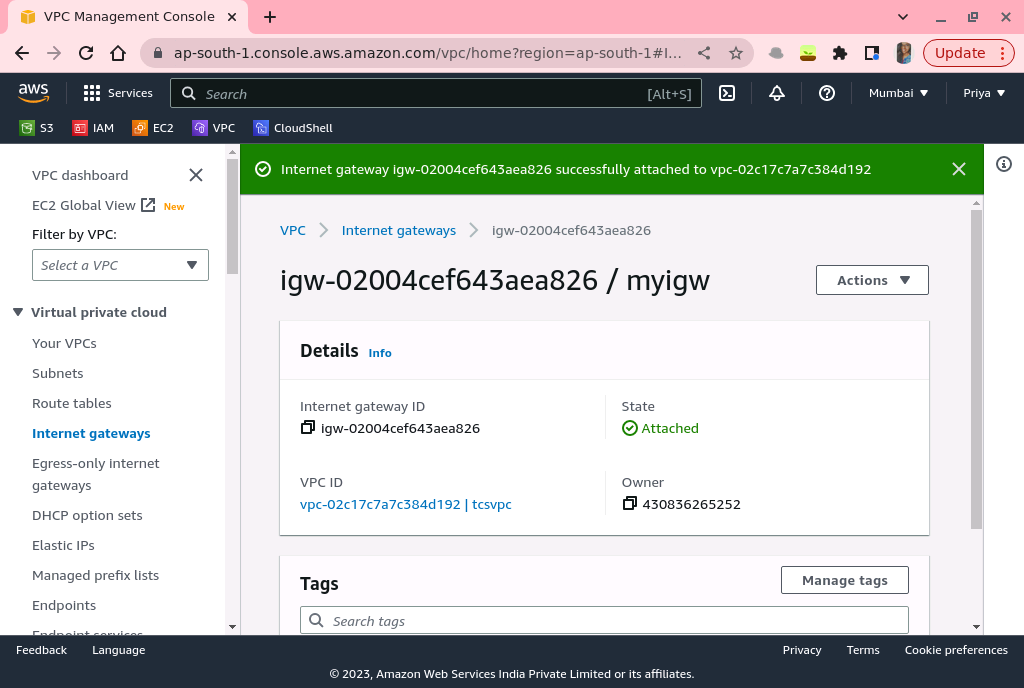 VPC Management Console
ap-south-1.console.aws.amazon.com/vpc/home?region=ap-south-1#I...
Update
aws
Services
Search
[Alt+S]
Mumbai
Priya
S3
IAM
EC2
VPC
CloudShell
VPC dashboard
EC2 Global View
New
Filter by VPC:
Select a VPC
Virtual private cloud
Your VPCs
Subnets
Route tables
Internet gateways
Egress-only internet
gateways
DHCP option sets
Elastic IPs
Managed prefix lists
Endpoints
Endpoint services
Internet gateway igw-02004cef643aea826 successfully attached to vpc-02c17c7a7c384d192
VPC
Internet gateways
igw-02004cef643aea826
igw-02004cef643aea826 / myigw
Actions
Details
Info
Internet gateway ID
igw-02004cef643aea826
State
Attached
VPC ID
vpc-02c17c7a7c384d192 | tcsvpc
Owner
430836265252
Tags
Manage tags
Search tags
Feedback
Language
Privacy
Terms
Cookie preferences
© 2023, Amazon Web Services India Private Limited or its affiliates.